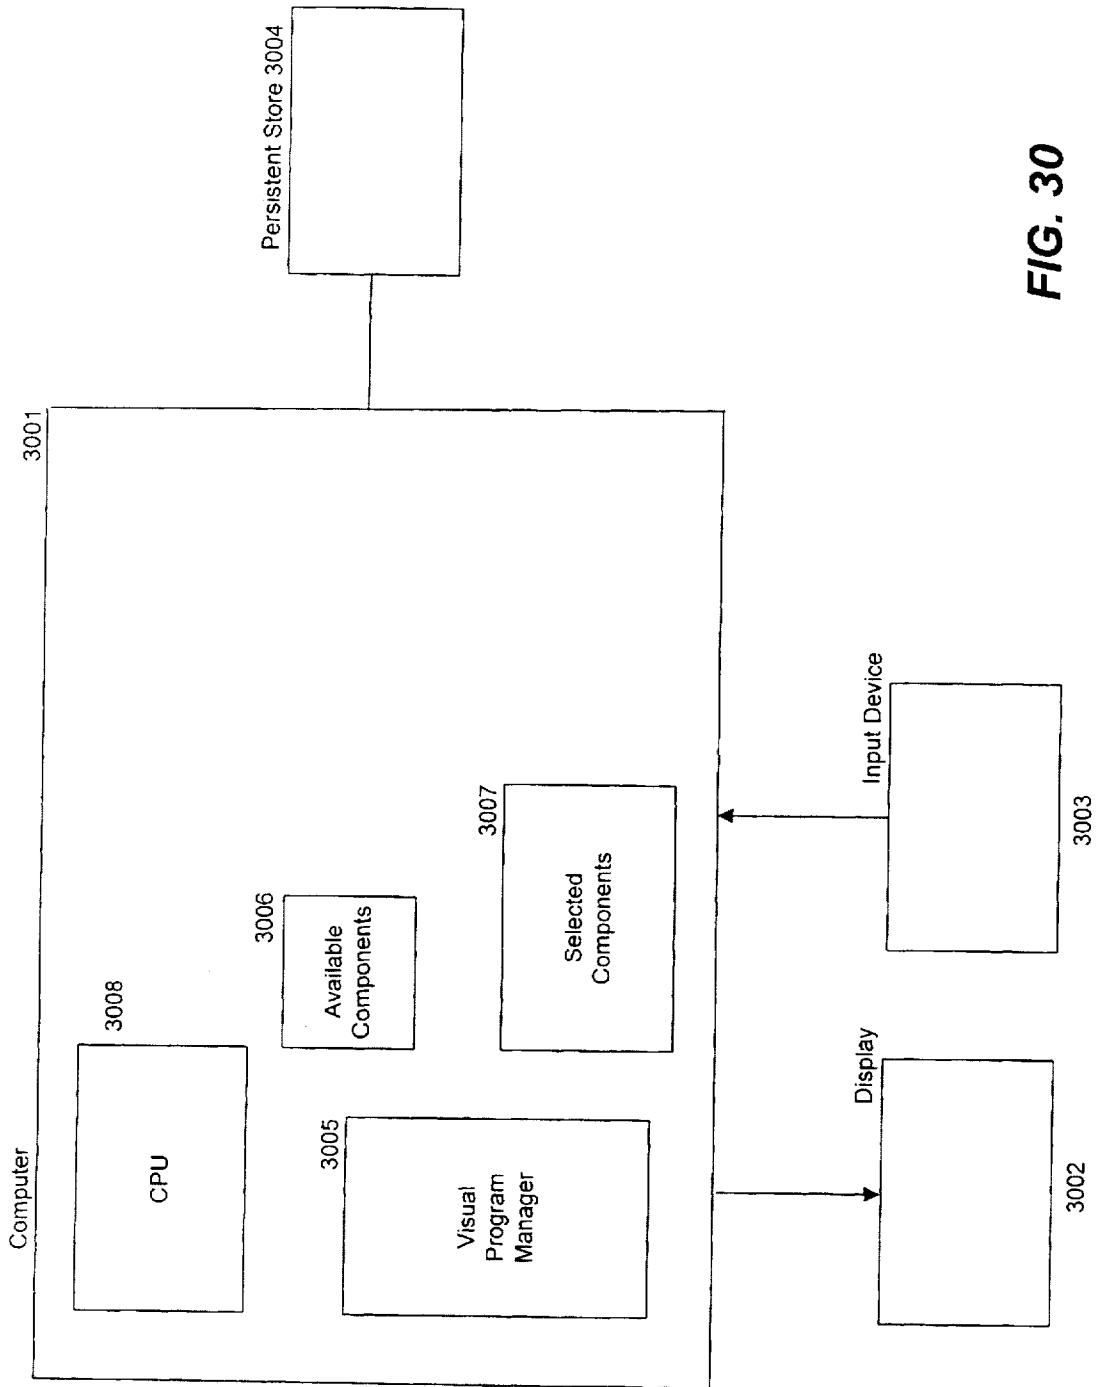 Computer
3001
CPU
3008
Persistent Store 3004
Visual
Program
Manager
3005
Available
Components
3006
Selected
Components
3007
Display
3002
Input Device
3003
FIG. 30